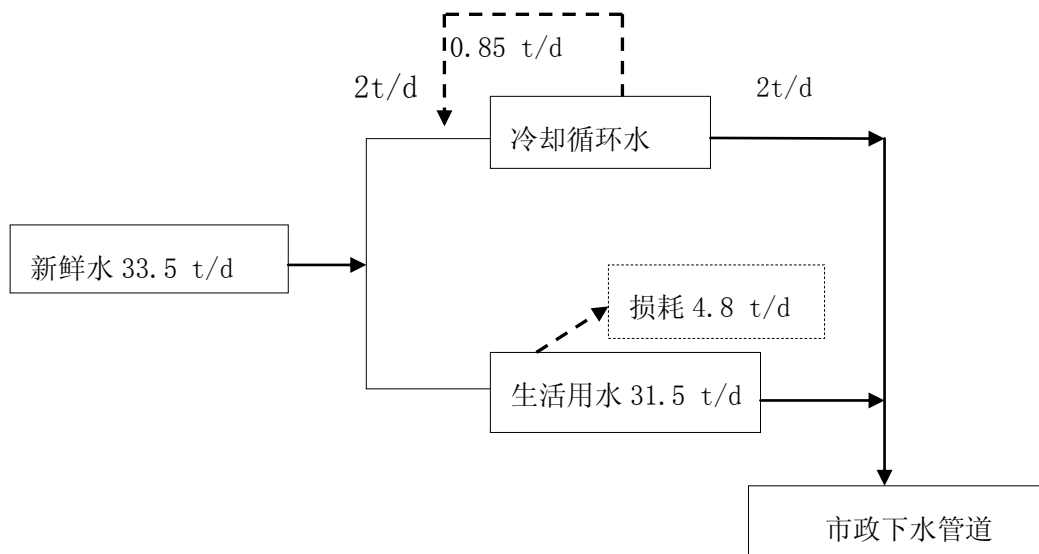 0.85 t/d
2t/d
2t/d
冷却循环水
新鲜水 33.5 t/d
损耗 4.8 t/d
生活用水 31.5 t/d
市政下水管道